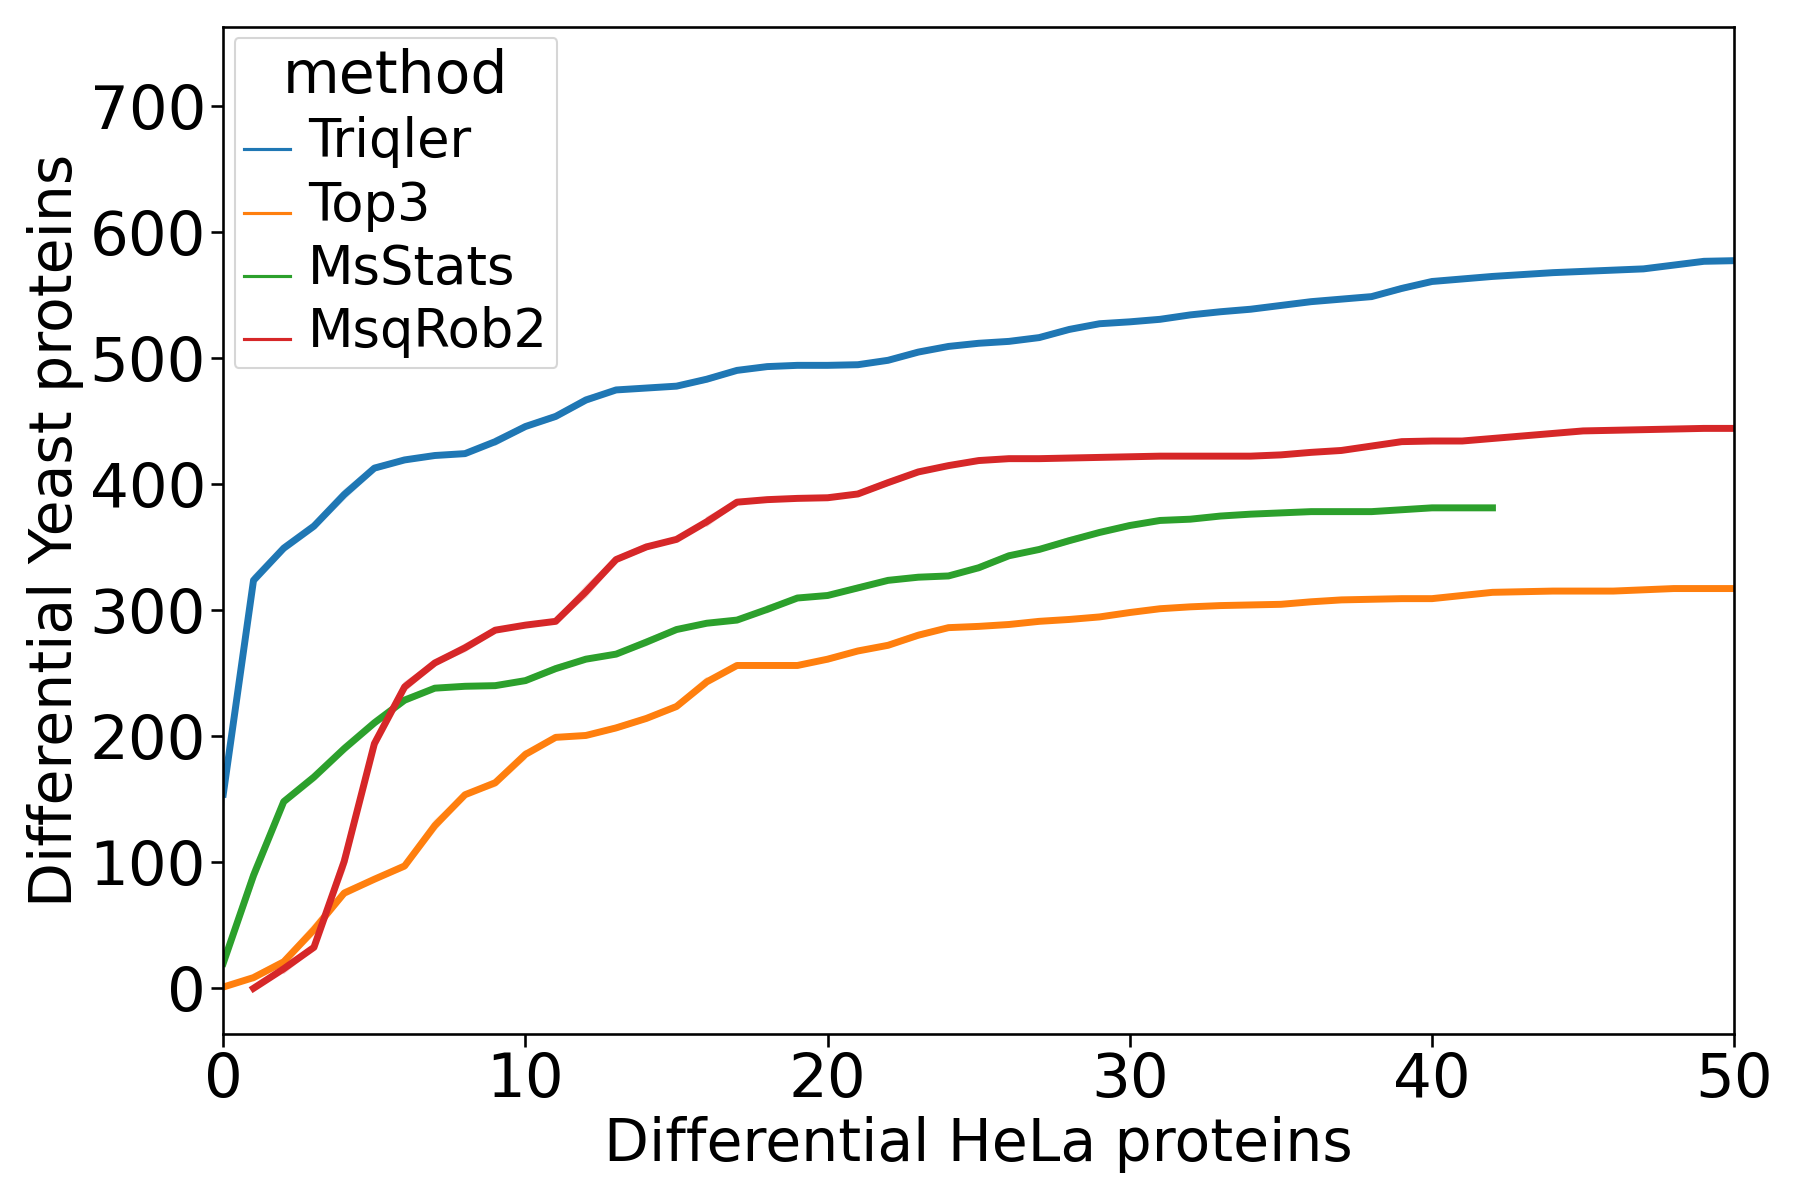 method
Triqler
Top3
MsStats
MsqRob2
Differential Yeast proteins
700
600
500
400
300
200
100
0
0 10 20 30 40 50
Differential HeLa proteins